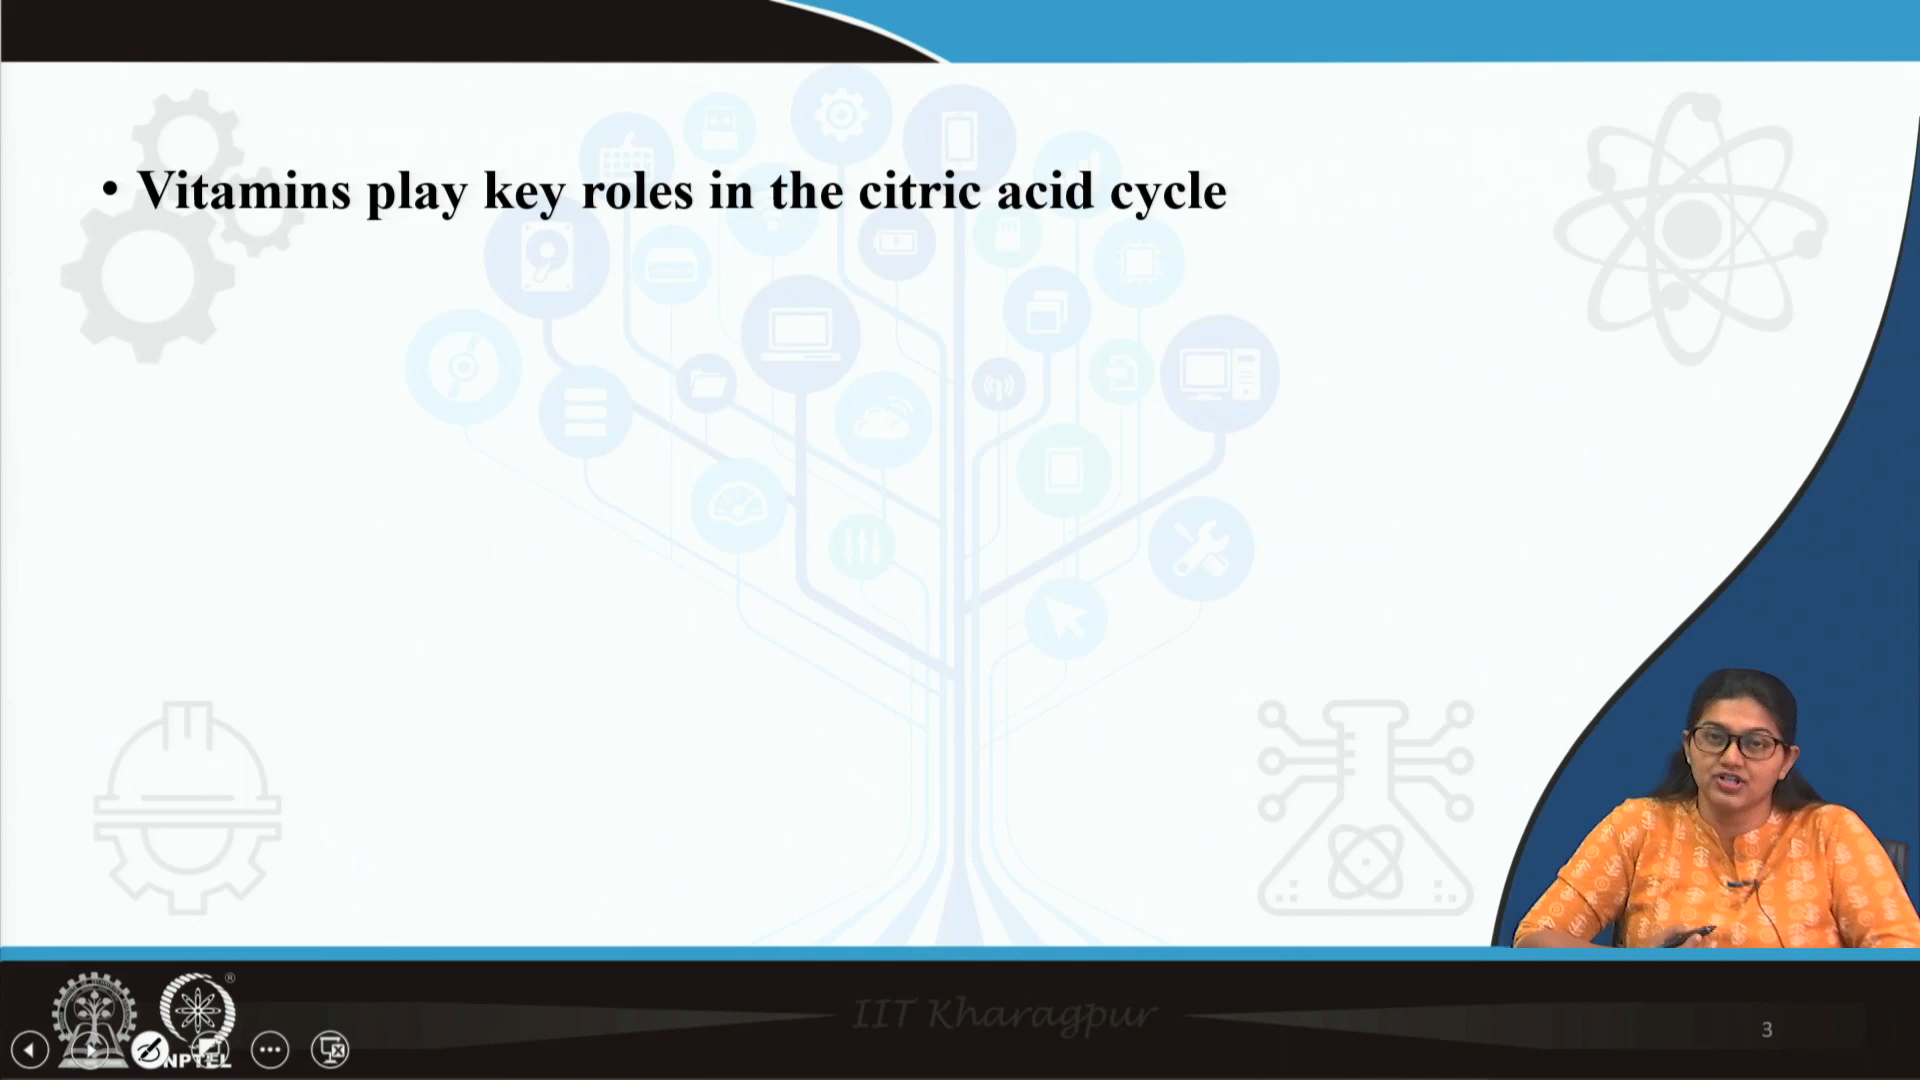 • Vitamins play key roles in the citric acid cycle
IIT Kharagpur
NPTEL
®
3